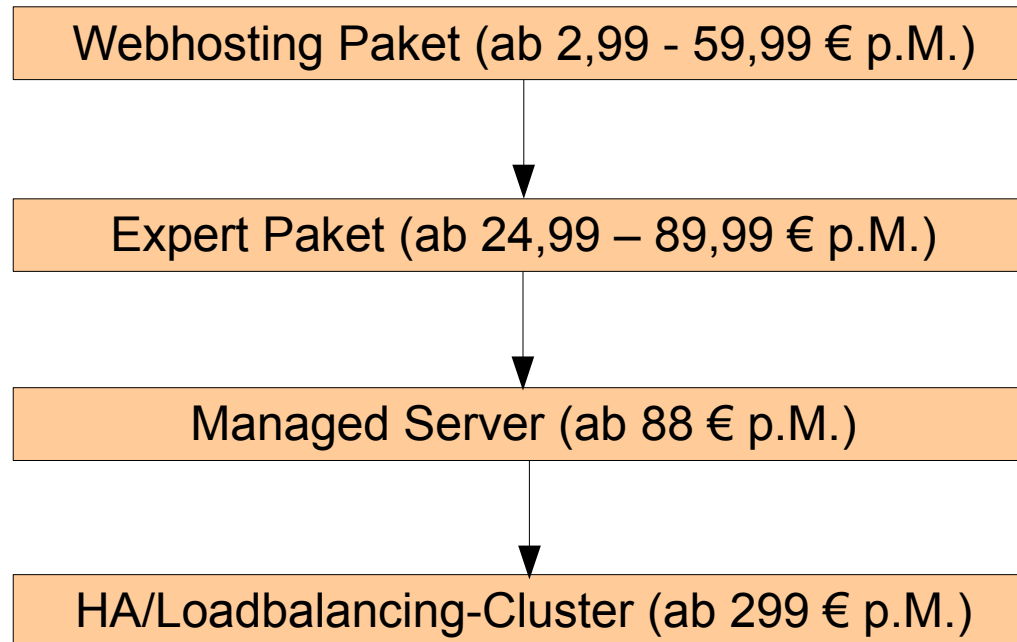 Webhosting Paket (ab 2,99 - 59,99 € p.M.)
Expert Paket (ab 24,99 – 89,99 € p.M.)
Managed Server (ab 88 € p.M.)
HA/Loadbalancing-Cluster (ab 299 € p.M.)